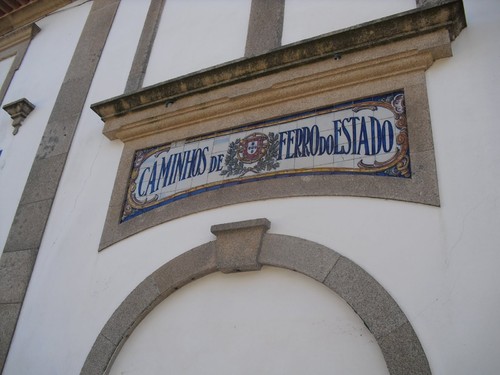 CAMINHOS DE FERRO DO ESTADO